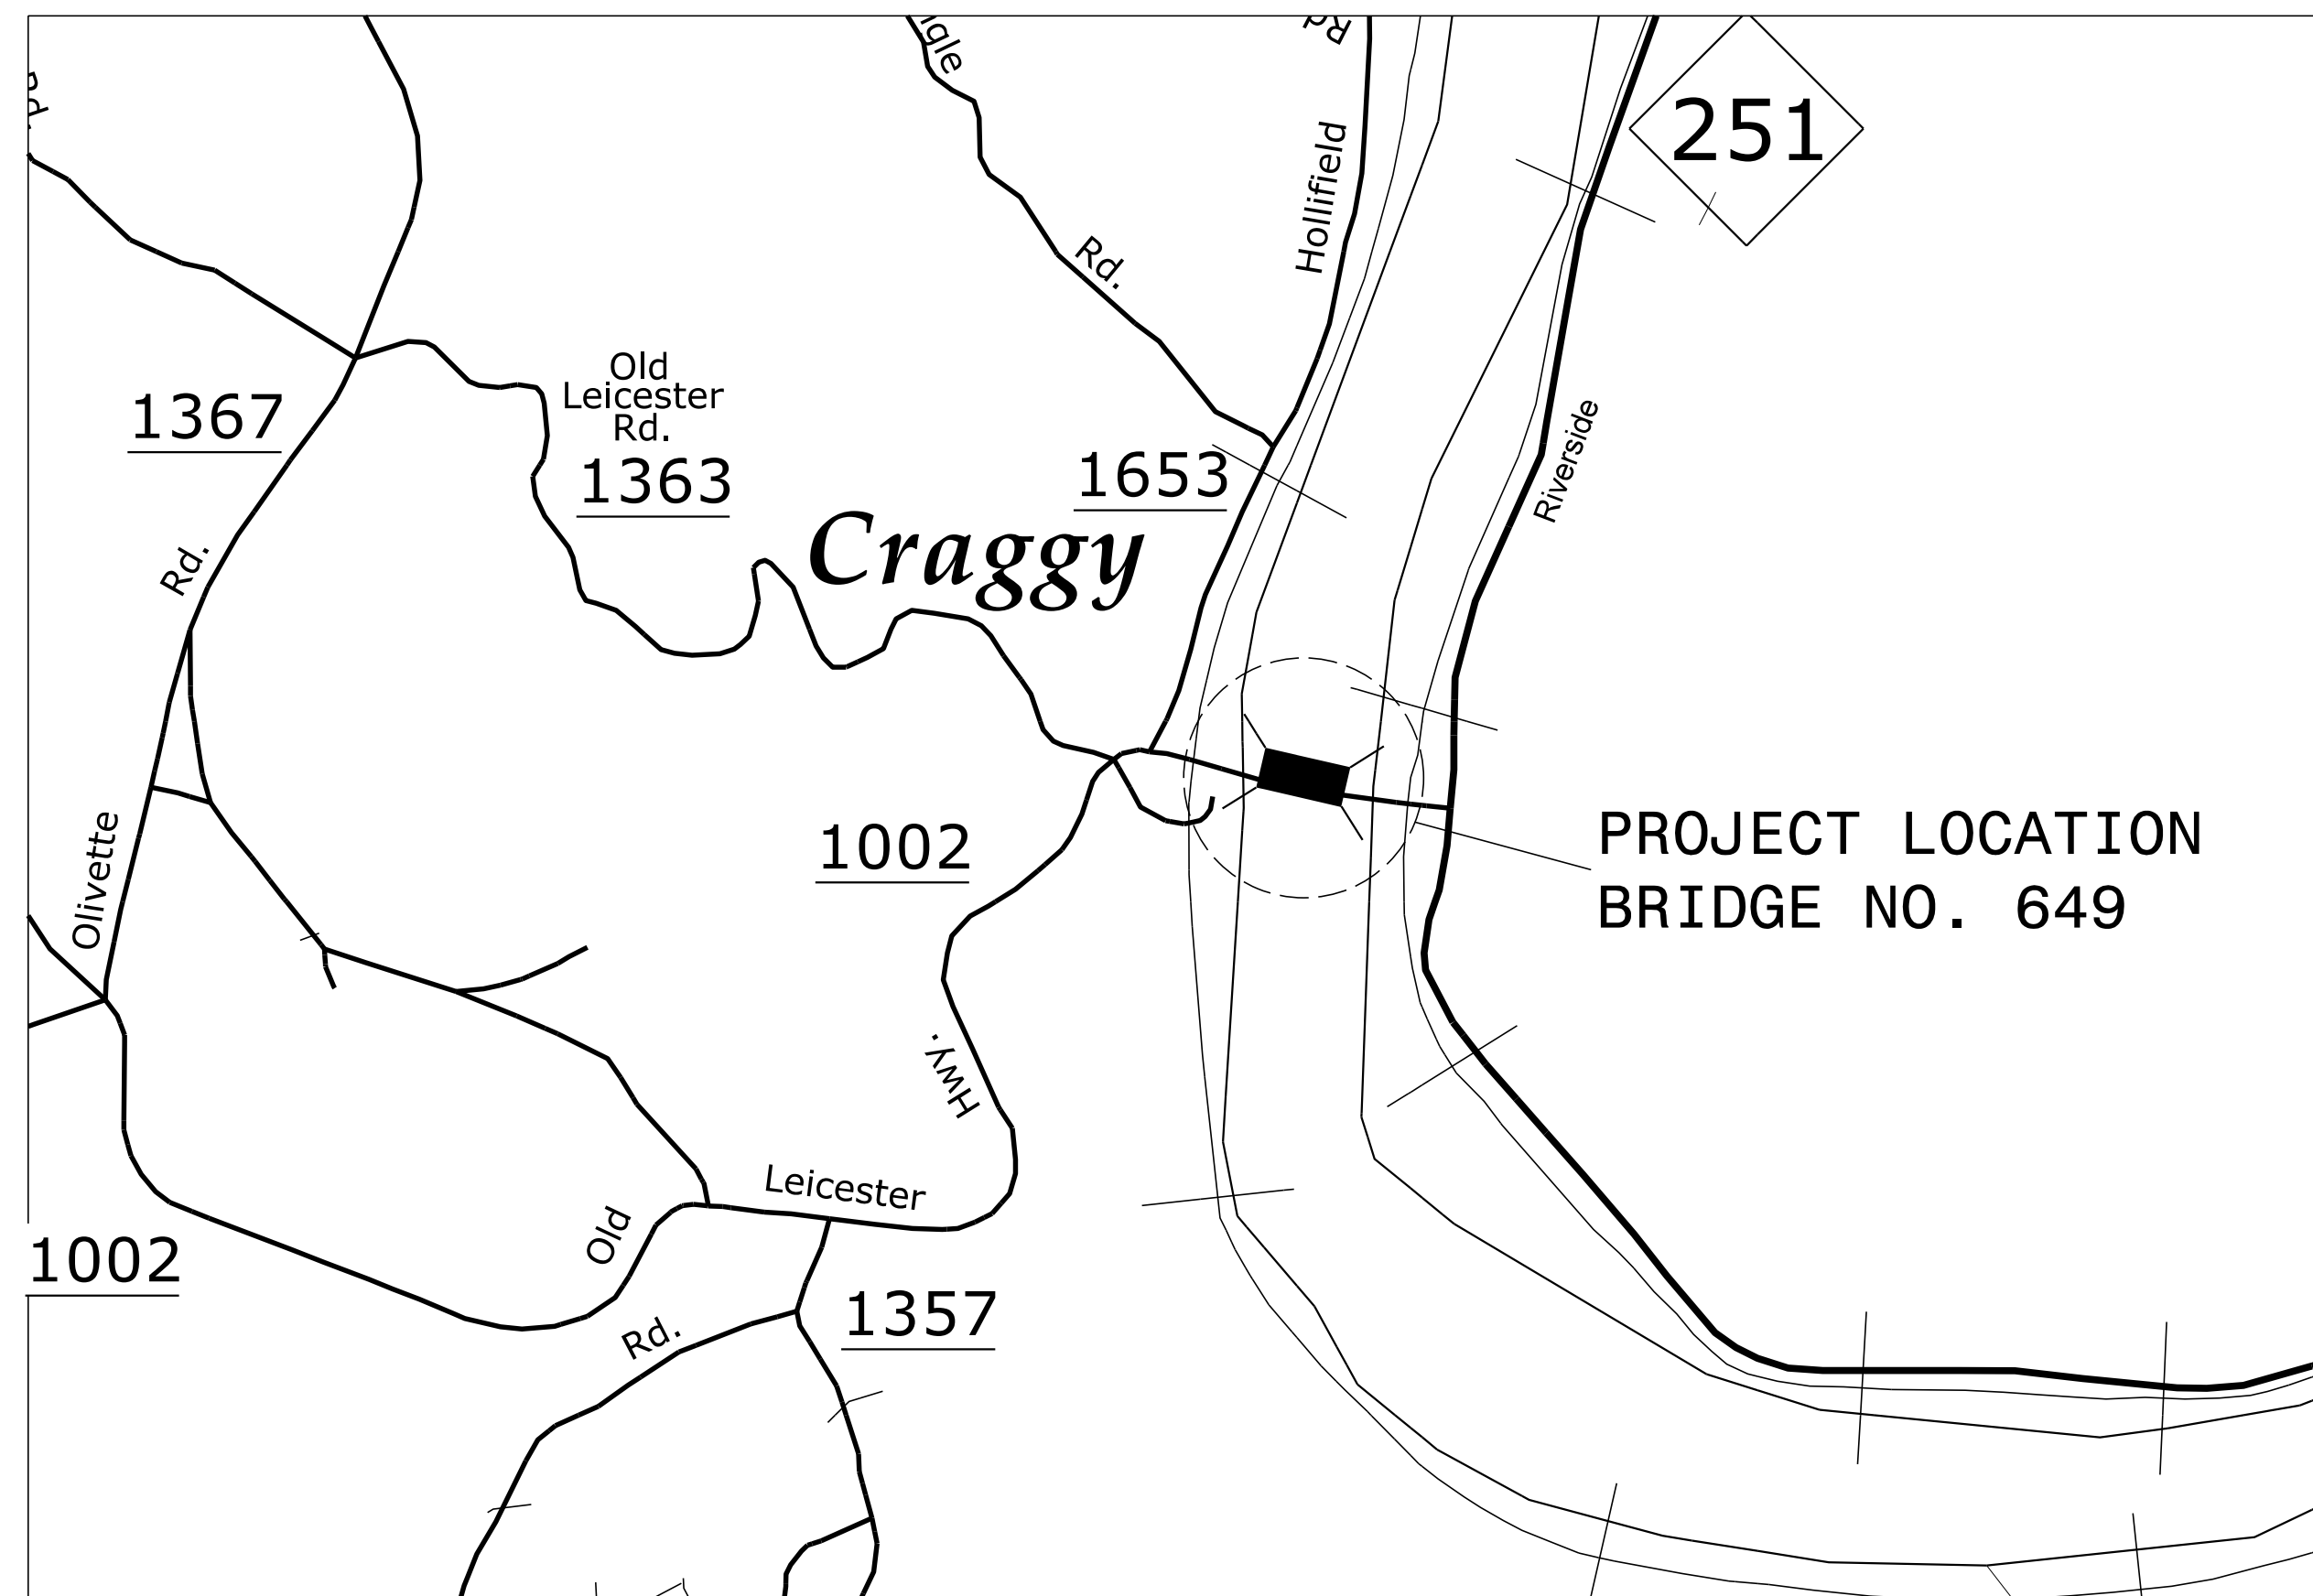 251
Hollifield
Rd.
Old
Leicester
Rd.
1363
1367
1653
Riverside
Craggy
Rd.
1002
PROJECT LOCATION
BRIDGE NO. 649
Olivette
Hwy.
Leicester
Old
1002
1357
Rd.